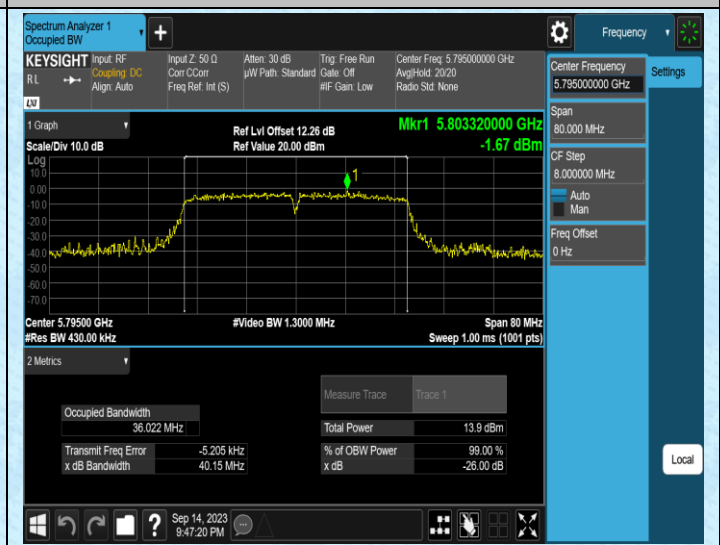 Spectrum Analyzer 1
Occupied BW
Frequency
KEYSIGHT
RL
LXI
Input: RF
Coupling: DC
Align: Auto
Input Z: 50 Ω
Corr CCorr
Freq Ref: Int (S)
Atten: 30 dB
µW Path: Standard
Trig: Free Run
Gate: Off
#IF Gain: Low
Center Freq: 5.795000000 GHz
Avg|Hold: 20/20
Radio Std: None
1 Graph
Scale/Div 10.0 dB
Ref Lvl Offset 12.26 dB
Ref Value 20.00 dBm
Mkr1 5.803320000 GHz
-1.67 dBm
Log
10.0
0.00
-10.0
-20.0
-30.0
-40.0
-50.0
-60.0
-70.0
1
Center 5.79500 GHz
#Res BW 430.00 kHz
#Video BW 1.3000 MHz
Span 80 MHz
Sweep 1.00 ms (1001 pts)
2 Metrics
Measure Trace Trace 1
Occupied Bandwidth
36.022 MHz
Transmit Freq Error -5.205 kHz
x dB Bandwidth 40.15 MHz
Total Power 13.9 dBm
% of OBW Power 99.00 %
x dB -26.00 dB
Center Frequency
5.795000000 GHz
Span
80.000 MHz
CF Step
8.000000 MHz
Auto
Man
Freq Offset
0 Hz
Settings
Local
?
Sep 14, 2023
9:47:20 PM